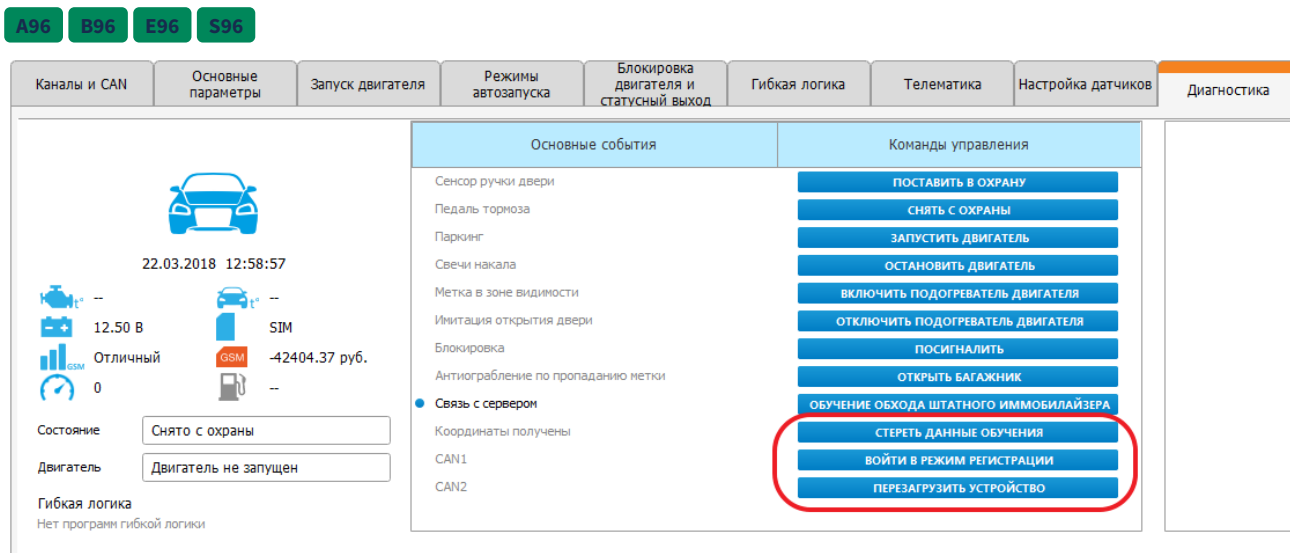 A96 B96 E96 S96
Каналы и CAN
Основные
параметры
Запуск двигателя
Режимы
автозапуска
Блокировка
двигателя и
статусный выход
Гибкая логика
Телематика
Настройка датчиков
Диагностика
Основные события
Команды управления
Сенсор ручки двери
ПОСТАВИТЬ В ОХРАНУ
Педаль тормоза
СНЯТЬ С ОХРАНЫ
Паркинг
ЗАПУСТИТЬ ДВИГАТЕЛЬ
Свечи накала
ОСТАНОВИТЬ ДВИГАТЕЛЬ
Метка в зоне видимости
ВКЛЮЧИТЬ ПОДОГРЕВАТЕЛЬ ДВИГАТЕЛЯ
Имитация открытия двери
ОТКЛЮЧИТЬ ПОДОГРЕВАТЕЛЬ ДВИГАТЕЛЯ
Блокировка
ПОСИГНАЛИТЬ
Антиограбление по пропаданию метки
ОТКРЫТЬ БАГАЖНИК
Связь с сервером
ОБУЧЕНИЕ ОБХОДА ШТАТНОГО ИММОБИЛАЙЗЕРА
Координаты получены
СТЕРЕТЬ ДАННЫЕ ОБУЧЕНИЯ
CAN1
ВОЙТИ В РЕЖИМ РЕГИСТРАЦИИ
CAN2
ПЕРЕЗАГРУЗИТЬ УСТРОЙСТВО
22.03.2018 12:58:57
t° -- t° --
12.50 В SIM
GSM Отличный GSM -42404.37 руб.
0 --
Состояние Снято с охраны
Двигатель Двигатель не запущен
Гибкая логика
Нет программ гибкой логики